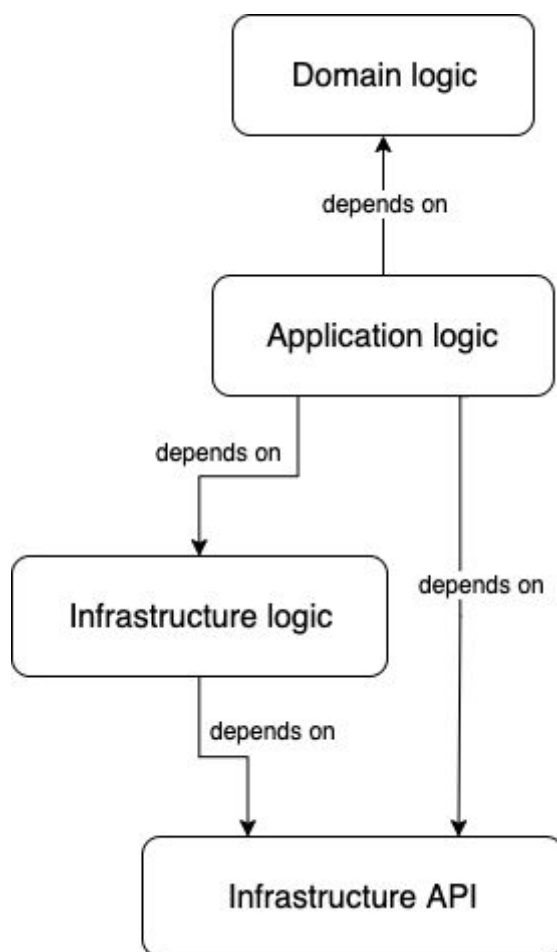 Domain logic
depends on
Application logic
depends on
depends on
Infrastructure logic
depends on
Infrastructure API